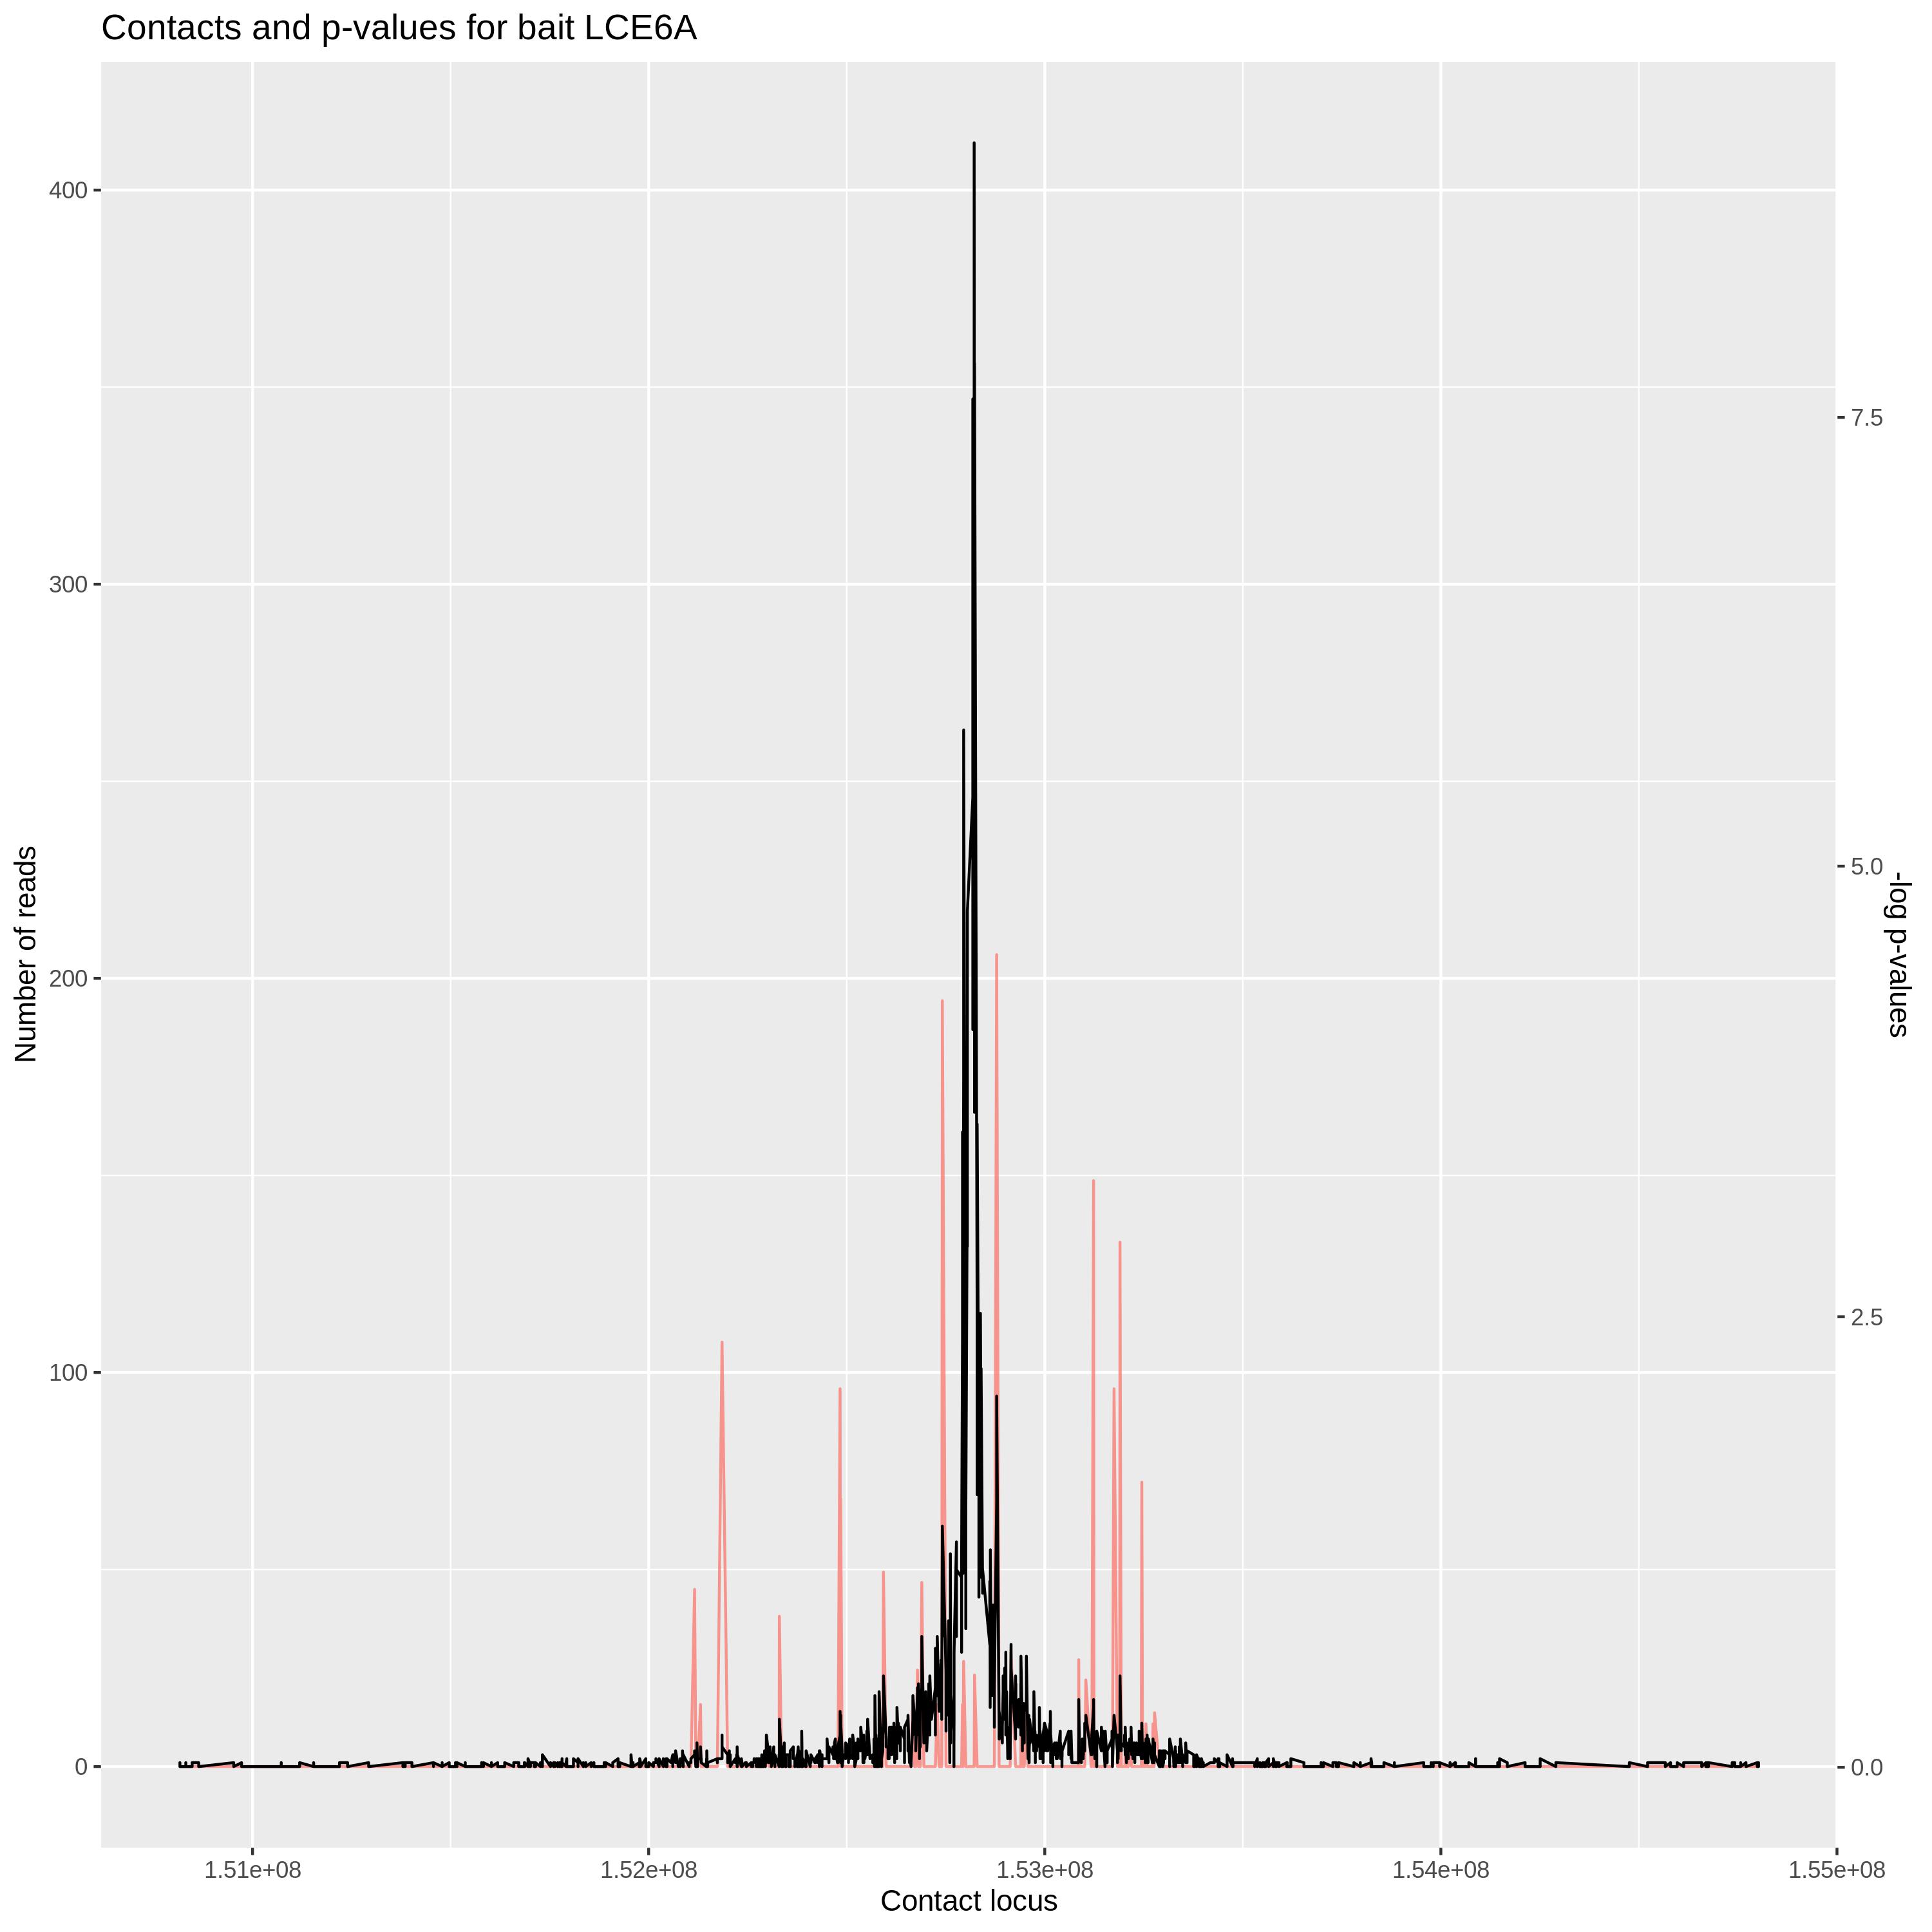 Contacts and p-values for bait LCE6A
400
300
200
100
0
Number of reads
7.5
5.0
2.5
0.0
-log p-values
1.51e+08
1.52e+08
1.53e+08
1.54e+08
1.55e+08
Contact locus